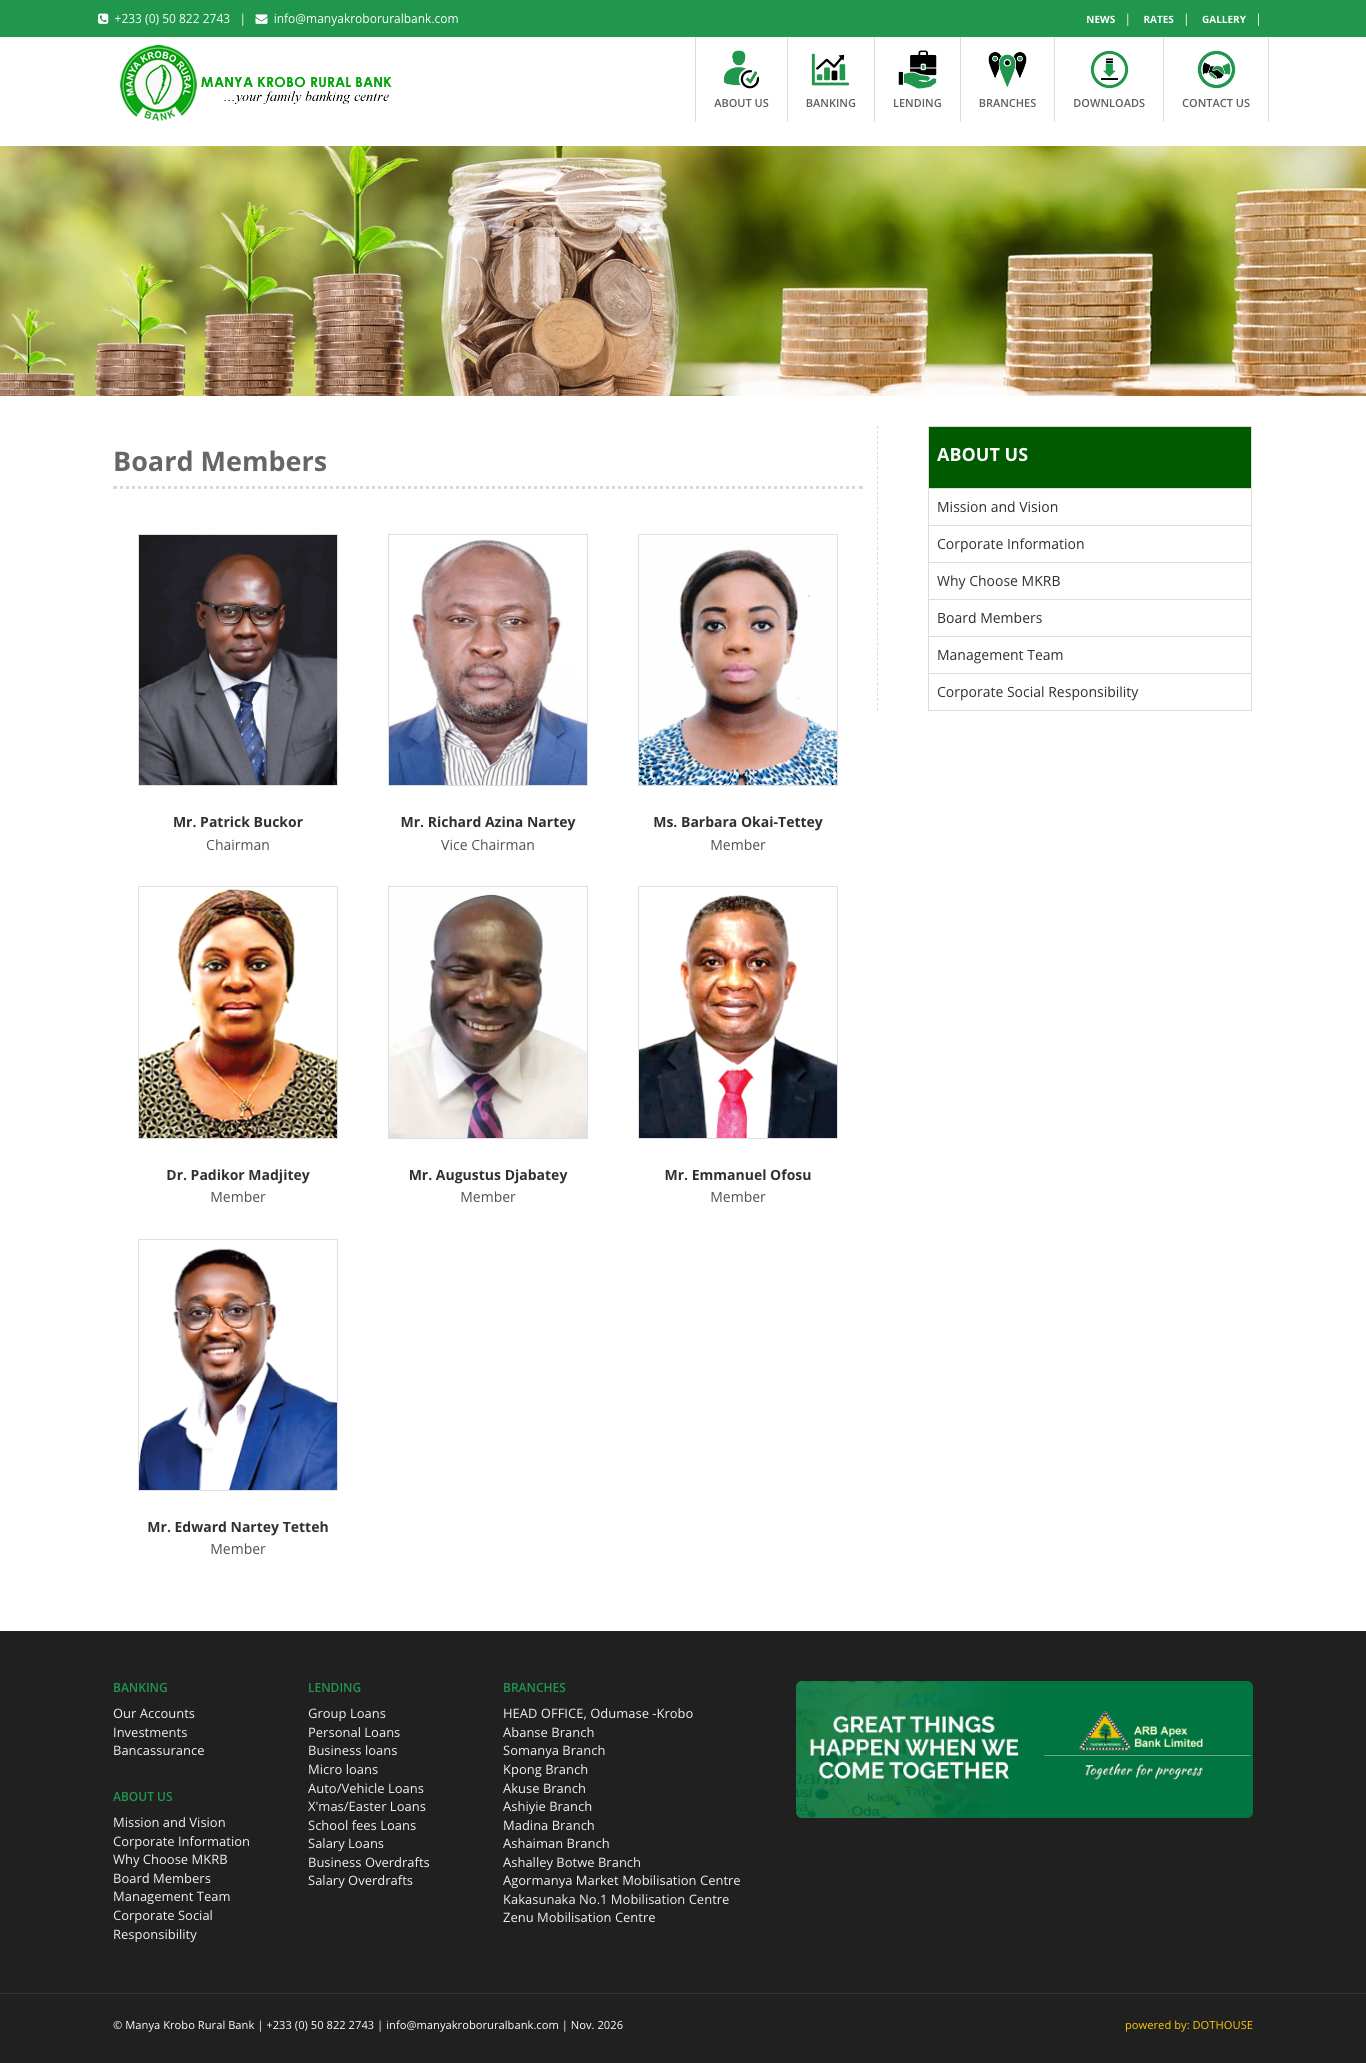 +233 (0) 50 822 2743 | info@manyakroboruralbank.com
NEWS | RATES | GALLERY |
MANYA KROBO RURAL
BANK
MANYA KROBO RURAL BANK
...your family banking centre
ABOUT US
BANKING
LENDING
BRANCHES
DOWNLOADS
CONTACT US
Board Members
Mr. Patrick Buckor
Chairman
Mr. Richard Azina Nartey
Vice Chairman
Ms. Barbara Okai-Tettey
Member
Dr. Padikor Madjitey
Member
Mr. Augustus Djabatey
Member
Mr. Emmanuel Ofosu
Member
Mr. Edward Nartey Tetteh
Member
ABOUT US
Mission and Vision
Corporate Information
Why Choose MKRB
Board Members
Management Team
Corporate Social Responsibility
BANKING
Our Accounts
Investments
Bancassurance
ABOUT US
Mission and Vision
Corporate Information
Why Choose MKRB
Board Members
Management Team
Corporate Social
Responsibility
LENDING
Group Loans
Personal Loans
Business loans
Micro loans
Auto/Vehicle Loans
X'mas/Easter Loans
School fees Loans
Salary Loans
Business Overdrafts
Salary Overdrafts
BRANCHES
HEAD OFFICE, Odumase -Krobo
Abanse Branch
Somanya Branch
Kpong Branch
Akuse Branch
Ashiyie Branch
Madina Branch
Ashaiman Branch
Ashalley Botwe Branch
Agormanya Market Mobilisation Centre
Kakasunaka No.1 Mobilisation Centre
Zenu Mobilisation Centre
GREAT THINGS
HAPPEN WHEN WE
COME TOGETHER
ARB Apex
Bank Limited
Together for progress
Oda
© Manya Krobo Rural Bank | +233 (0) 50 822 2743 | info@manyakroboruralbank.com | Nov. 2026
powered by: DOTHOUSE